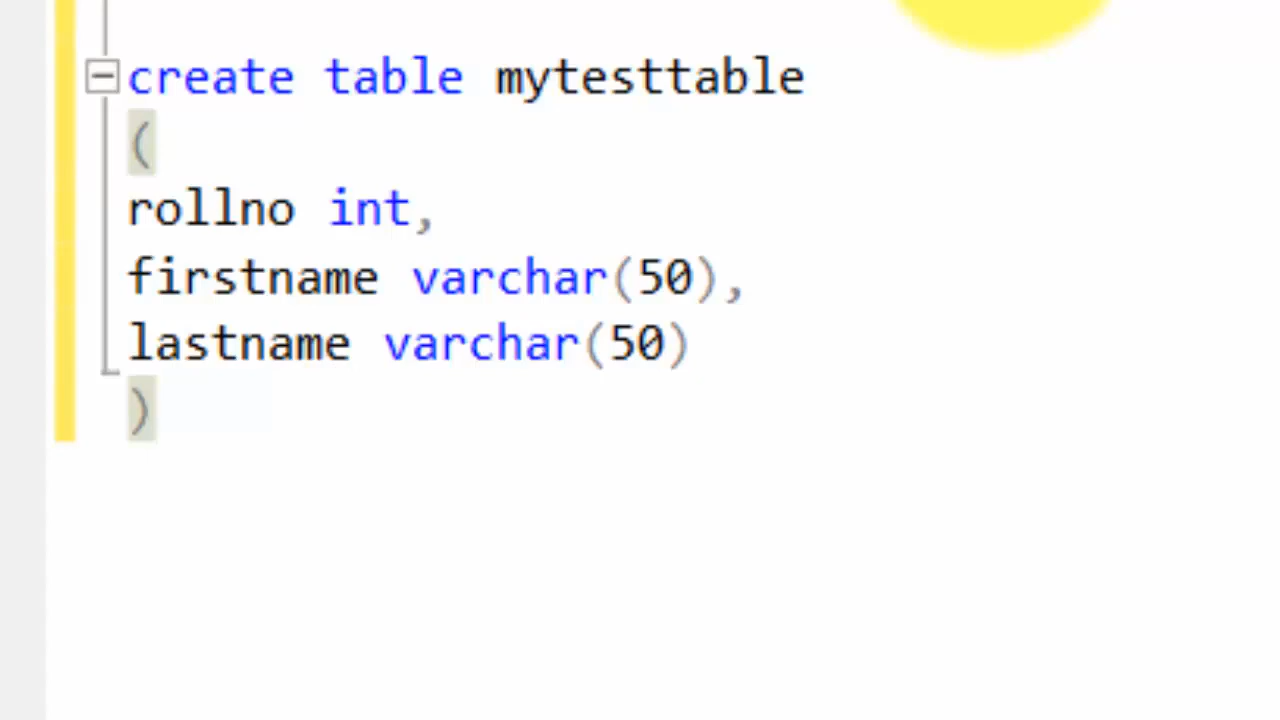 create table mytesttable
(
rollno int,
firstname varchar(50),
lastname varchar(50)
)